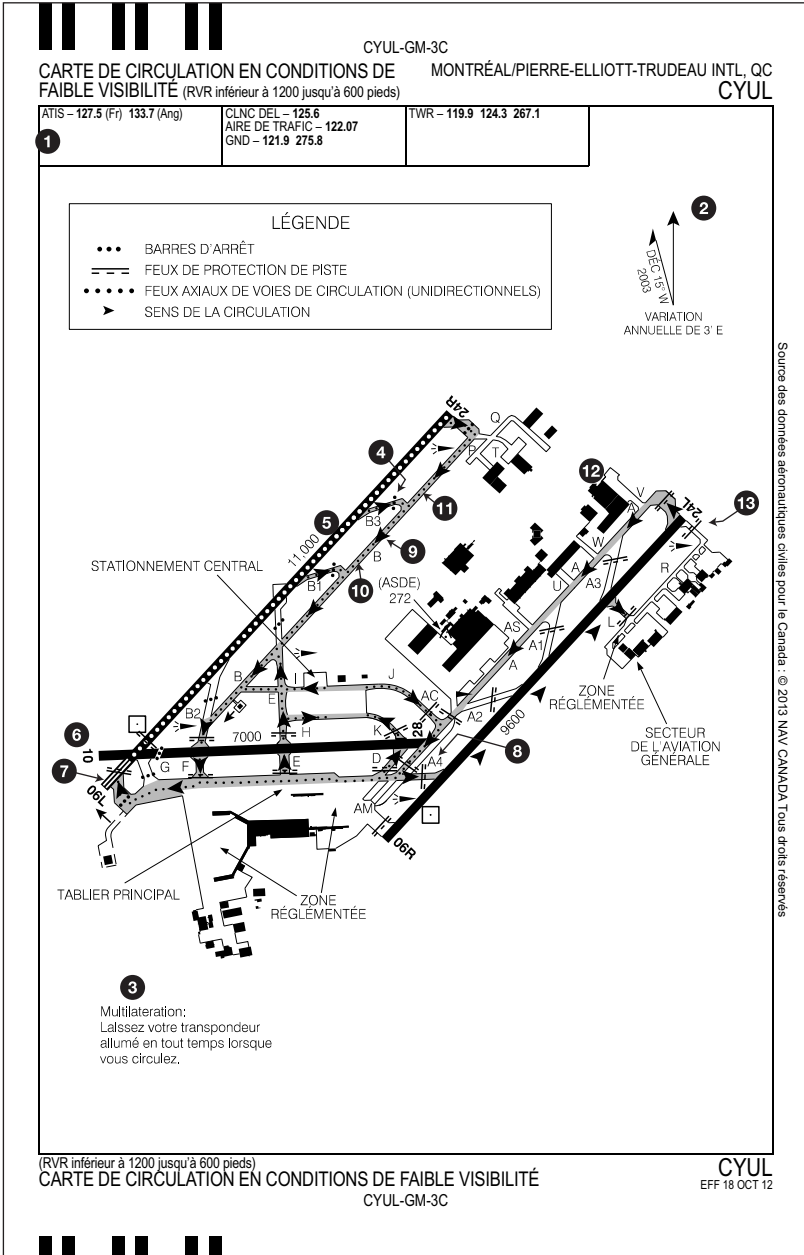 CYUL-GM-3C
CARTE DE CIRCULATION EN CONDITIONS DE
FAIBLE VISIBILITÉ (RVR inférieur à 1200 jusqu'à 600 pieds)
MONTRÉAL/PIERRE-ELLIOTT-TRUDEAU INTL, QC
CYUL
ATIS – 127.5 (Fr) 133.7 (Ang)
1
CLNC DEL – 125.6
AIRE DE TRAFIC – 122.07
GND – 121.9 275.8
TWR – 119.9 124.3 267.1
LÉGENDE
BARRES D'ARRÊT
FEUX DE PROTECTION DE PISTE
FEUX AXIAUX DE VOIES DE CIRCULATION (UNIDIRECTIONNELS)
SENS DE LA CIRCULATION
2
DÉC 15° W
2003
VARIATION
ANNUELLE DE 3' E
24R
Q
P
T
4
11
12
V
A
24L
13
5
B3
9
B
W
11,000
10
R
A
A3
STATIONNEMENT CENTRAL
B1
(ASDE)
272
U
L
AS
A1
A
B
I
J
E
AC
ZONE
RÉGLÉMENTÉE
SECTEUR
DE L'AVIATION
GÉNÉRALE
B2
A2
9600
6
10
7000
H
K
28
8
7
G
F
E
D
A4
06L
AM
06R
TABLIER PRINCIPAL
ZONE
RÉGLÉMENTÉE
3
Multilateration:
Laissez votre transpondeur
allumé en tout temps lorsque
vous circulez.
Source des données aéronautiques civiles pour le Canada : © 2013 NAV CANADA Tous droits réservés
(RVR inférieur à 1200 jusqu'à 600 pieds)
CARTE DE CIRCULATION EN CONDITIONS DE FAIBLE VISIBILITÉ
CYUL-GM-3C
CYUL
EFF 18 OCT 12